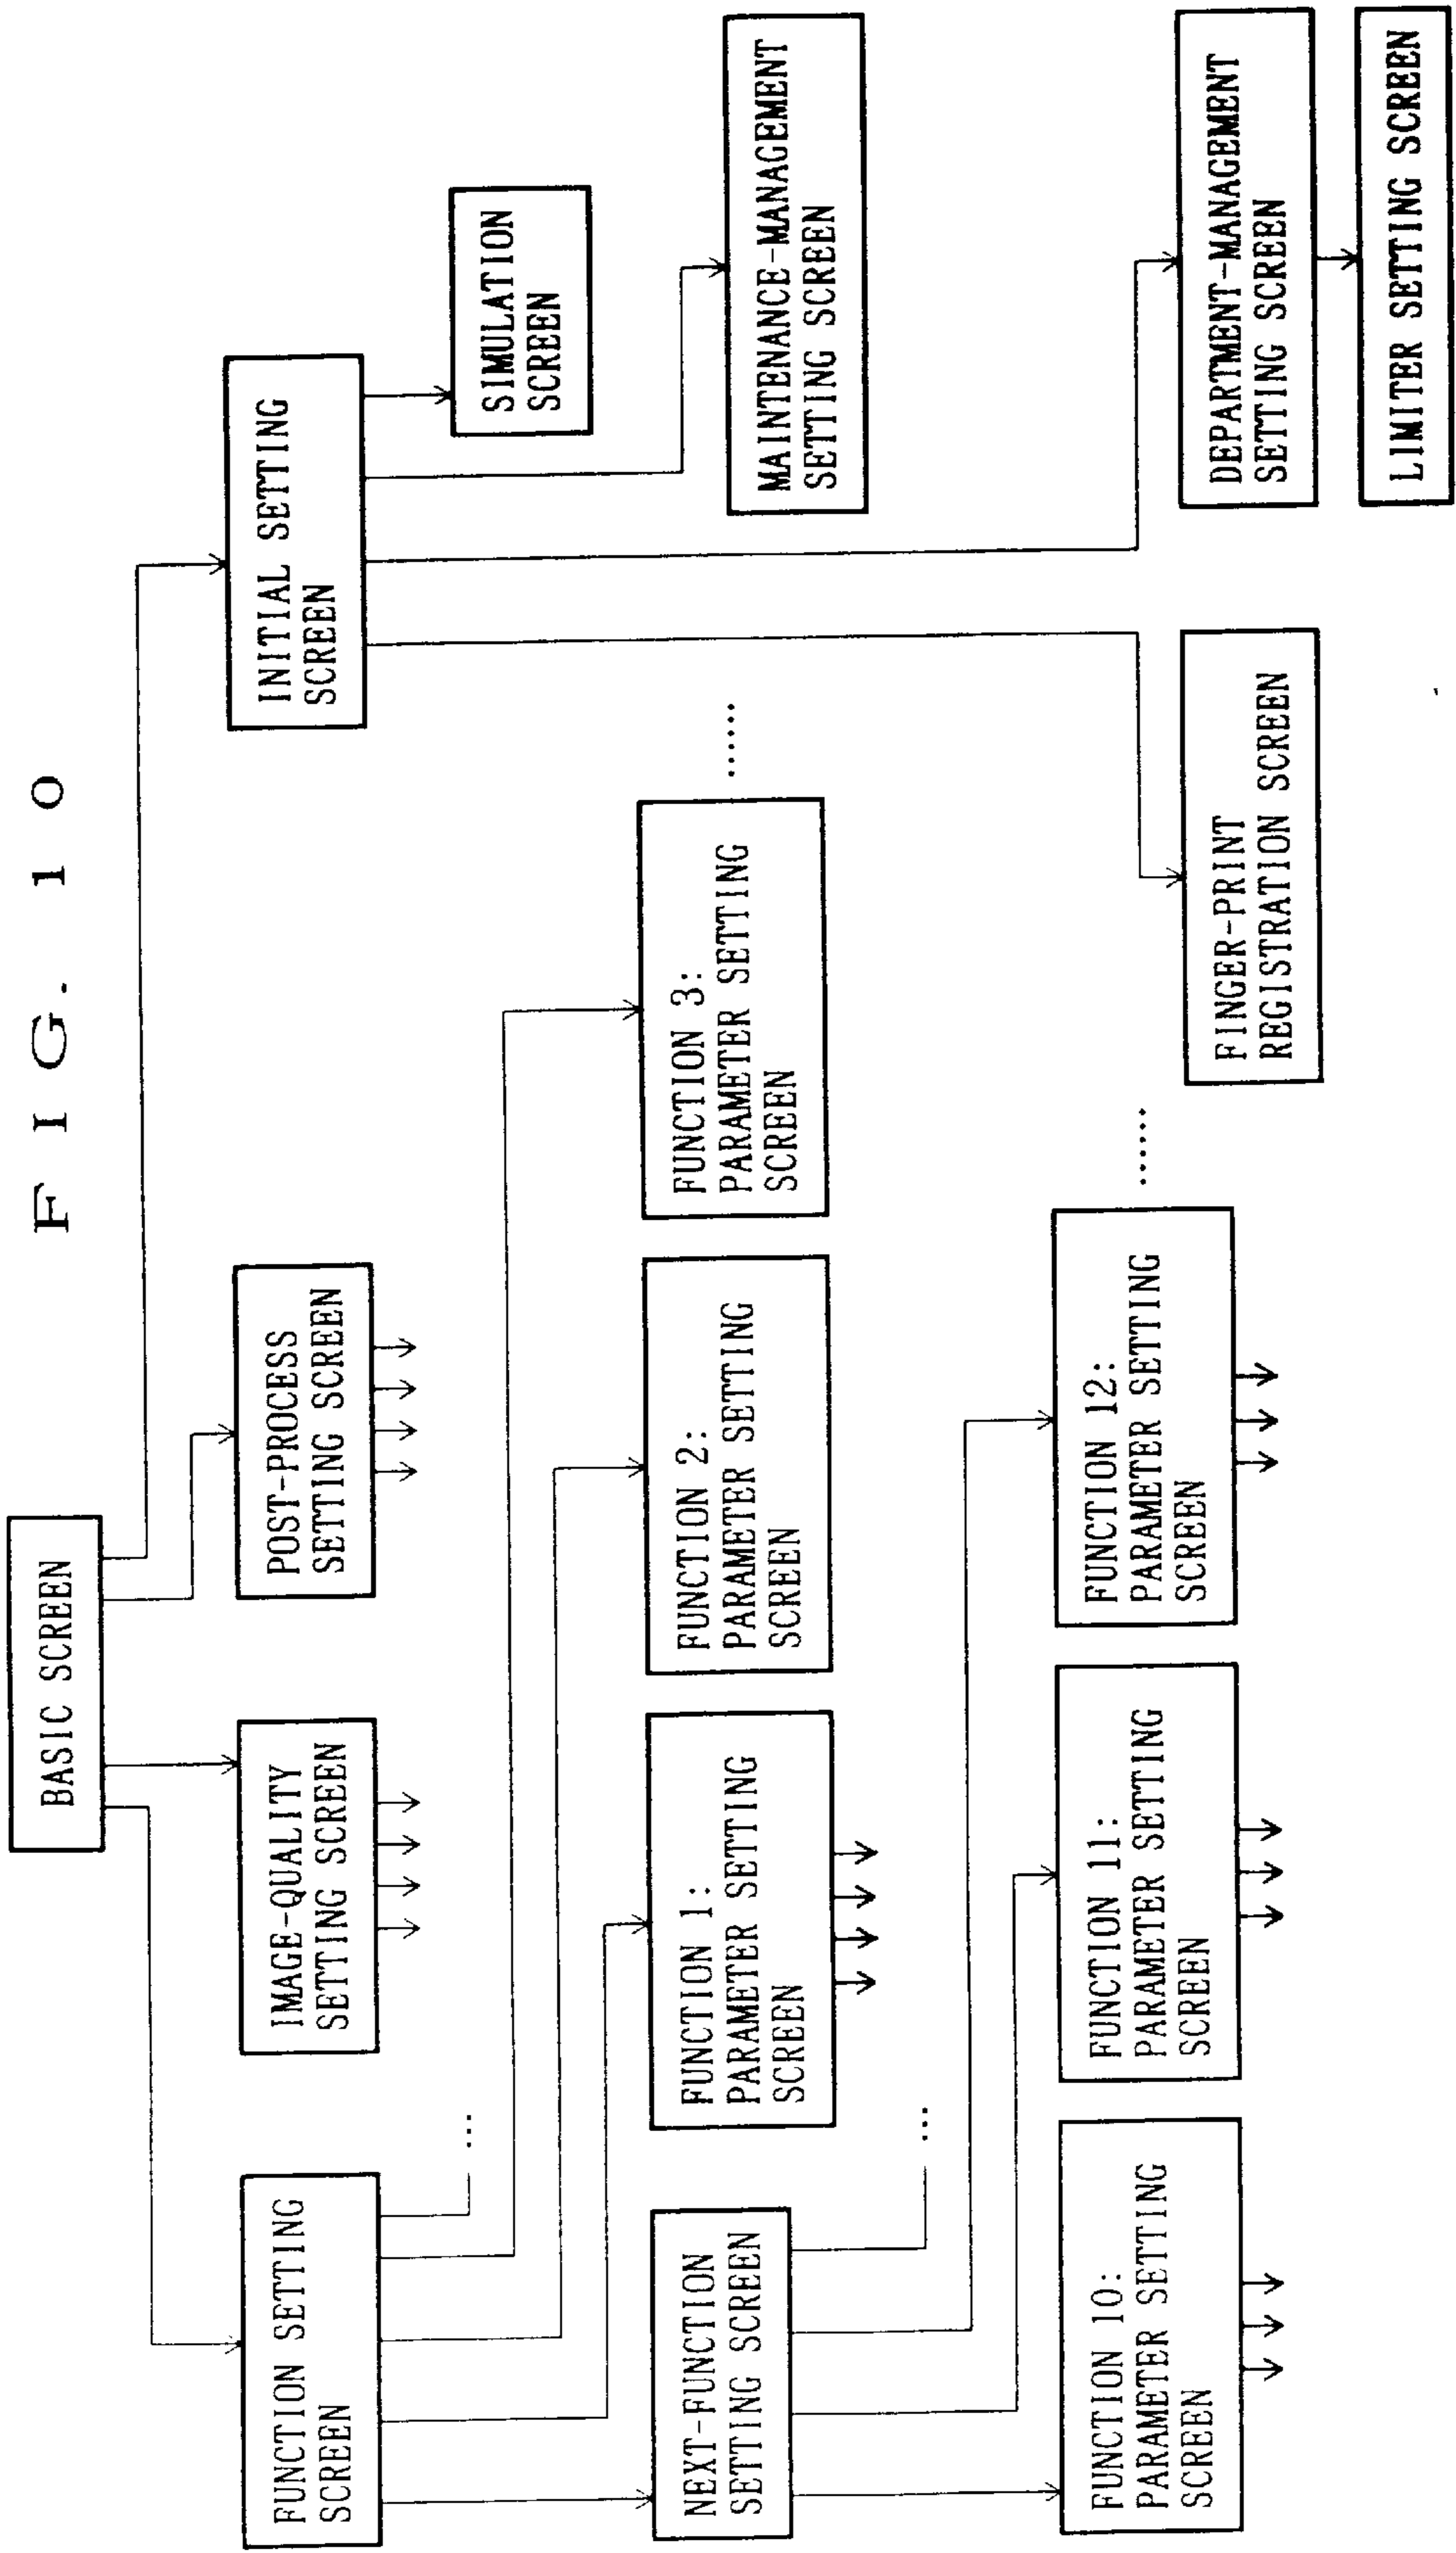 FIG. 10
BASIC SCREEN
FUNCTION SETTING
SCREEN
IMAGE-QUALITY
SETTING SCREEN
POST-PROCESS
SETTING SCREEN
INITIAL SETTING
SCREEN
...
SIMULATION
SCREEN
NEXT-FUNCTION
SETTING SCREEN
FUNCTION 1:
PARAMETER SETTING
SCREEN
FUNCTION 2:
PARAMETER SETTING
SCREEN
FUNCTION 3:
PARAMETER SETTING
SCREEN
......
MAINTENANCE-MANAGEMENT
SETTING SCREEN
...
FUNCTION 10:
PARAMETER SETTING
SCREEN
FUNCTION 11:
PARAMETER SETTING
SCREEN
FUNCTION 12:
PARAMETER SETTING
SCREEN
......
FINGER-PRINT
REGISTRATION SCREEN
DEPARTMENT-MANAGEMENT
SETTING SCREEN
LIMITER SETTING SCREEN